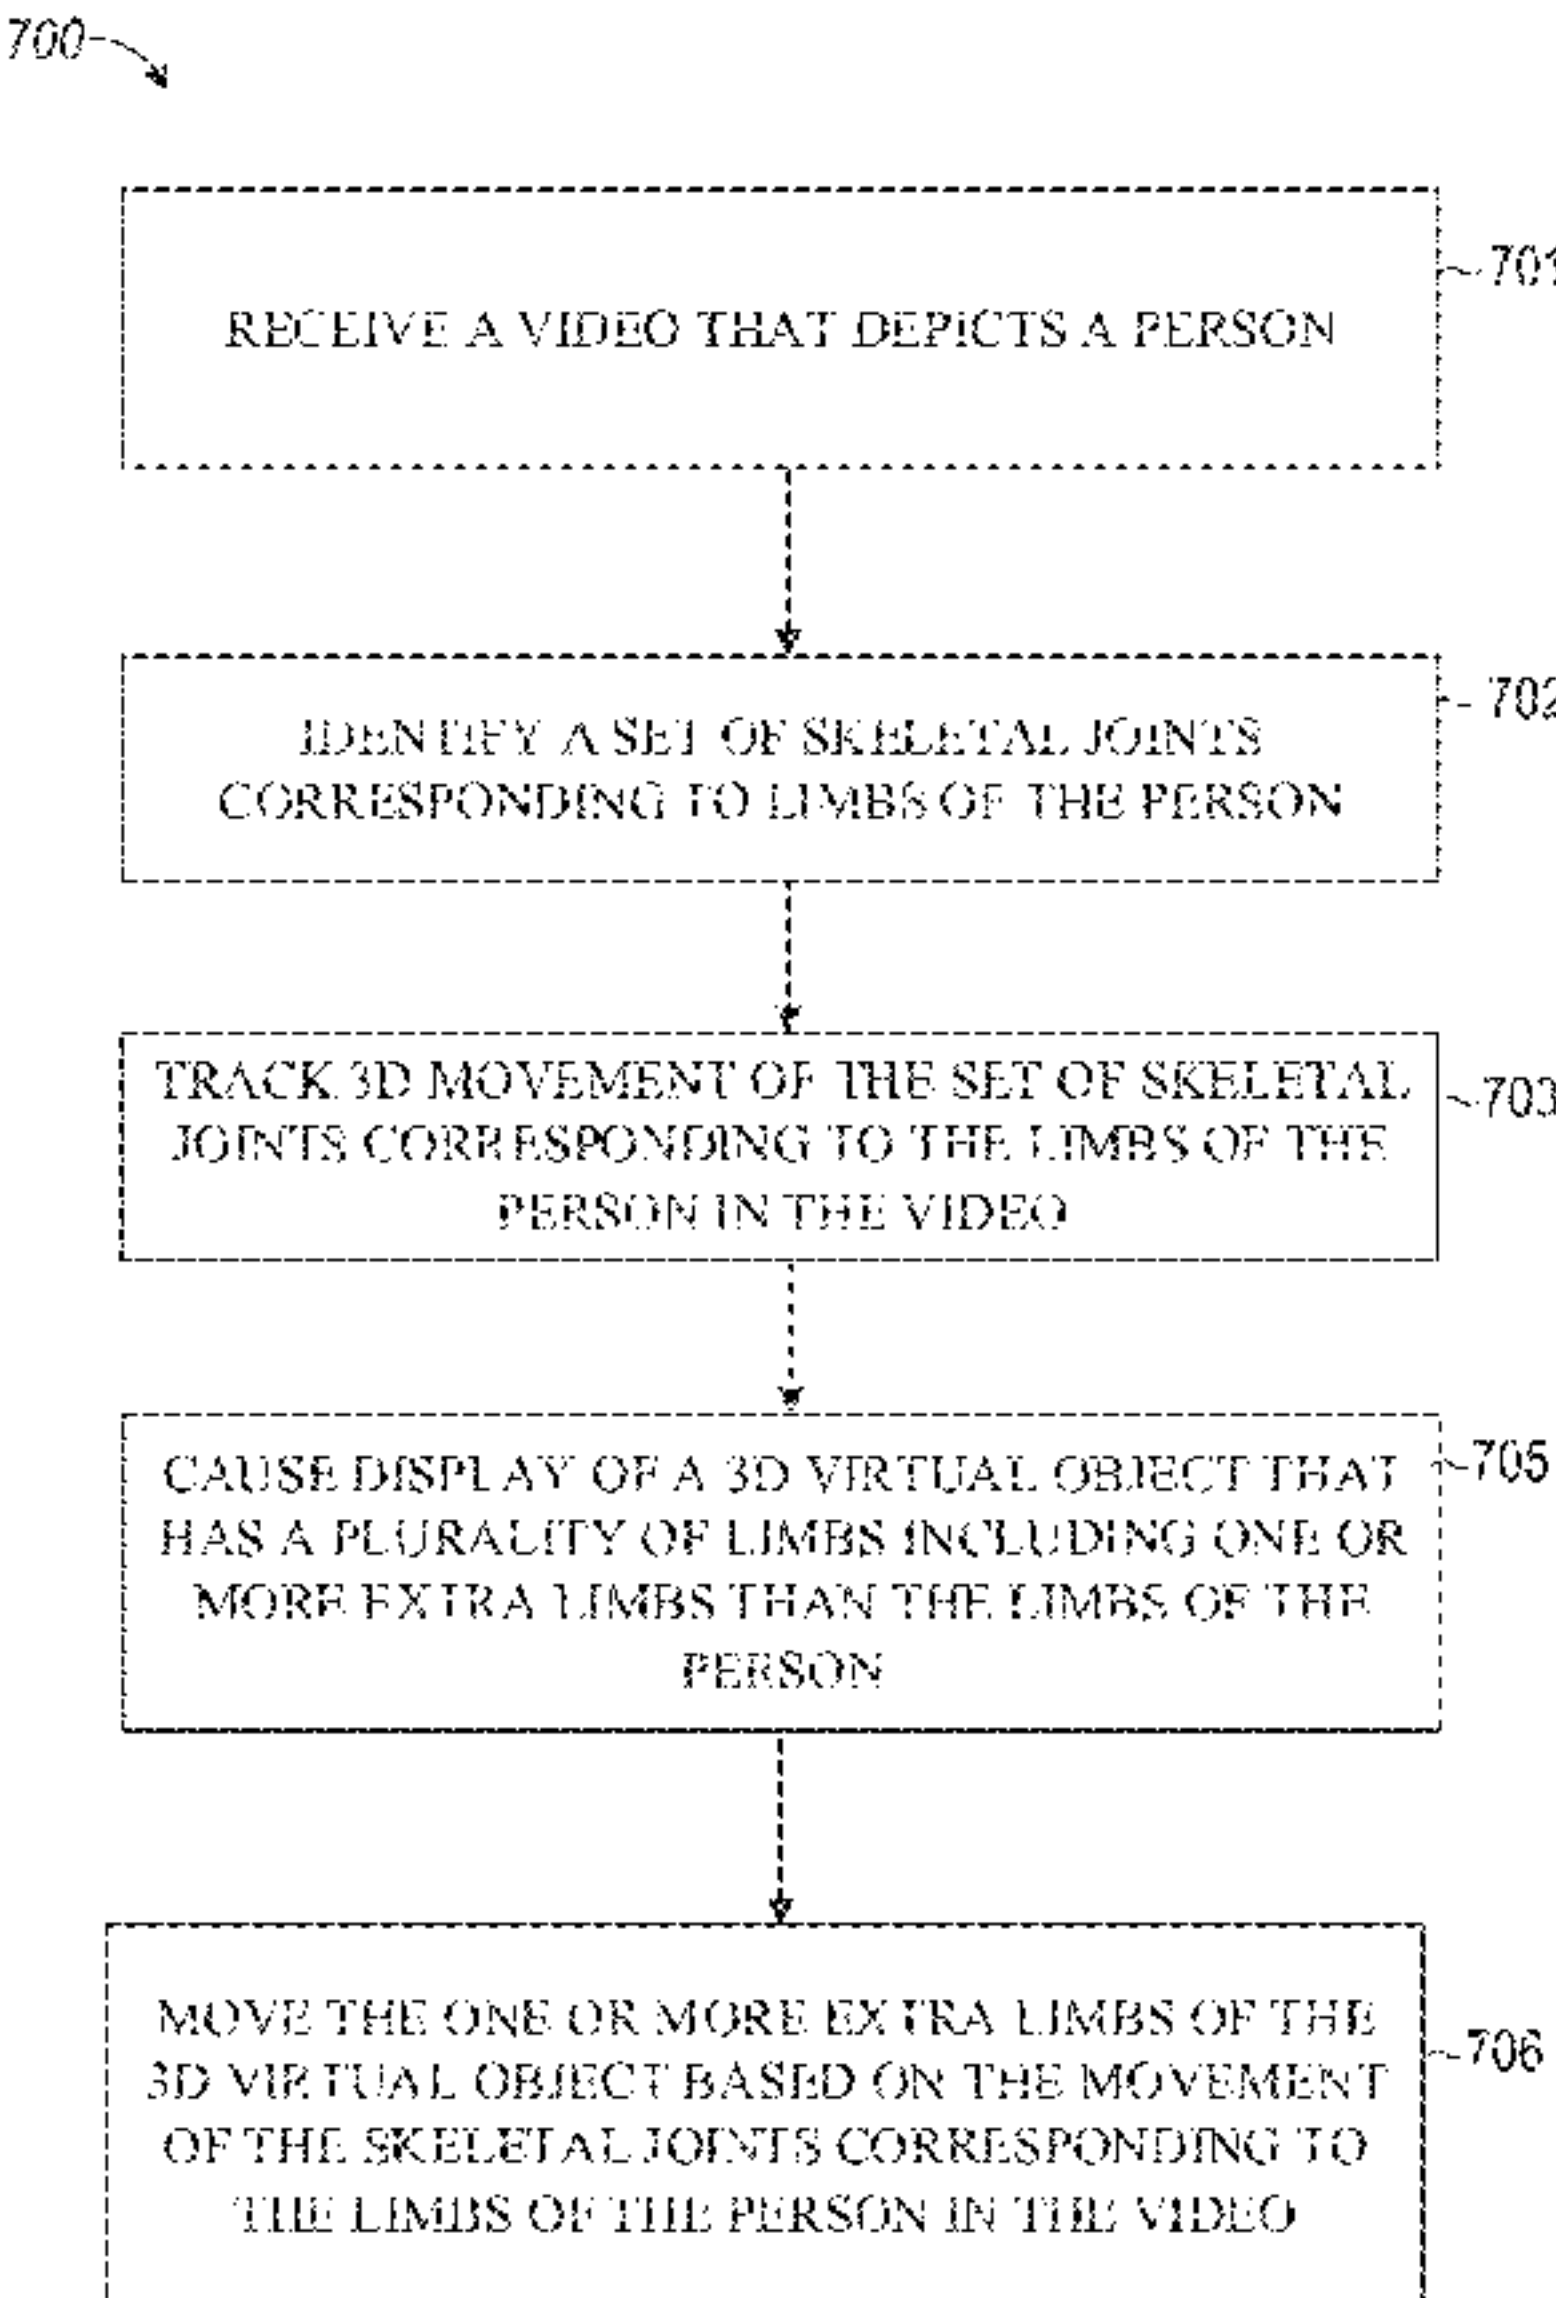 700
701
RECEIVE A VIDEO THAT DEPICTS A PERSON
702
IDENTIFY A SET OF SKELETAL JOINTS
CORRESPONDING TO LIMBS OF THE PERSON
703
TRACK 3D MOVEMENT OF THE SET OF SKELETAL
JOINTS CORRESPONDING TO THE LIMBS OF THE
PERSON IN THE VIDEO
705
CAUSE DISPLAY OF A 3D VIRTUAL OBJECT THAT
HAS A PLURALITY OF LIMBS INCLUDING ONE OR
MORE EXTRA LIMBS THAN THE LIMBS OF THE
PERSON
706
MOVE THE ONE OR MORE EXTRA LIMBS OF THE
3D VIRTUAL OBJECT BASED ON THE MOVEMENT
OF THE SKELETAL JOINTS CORRESPONDING TO
THE LIMBS OF THE PERSON IN THE VIDEO